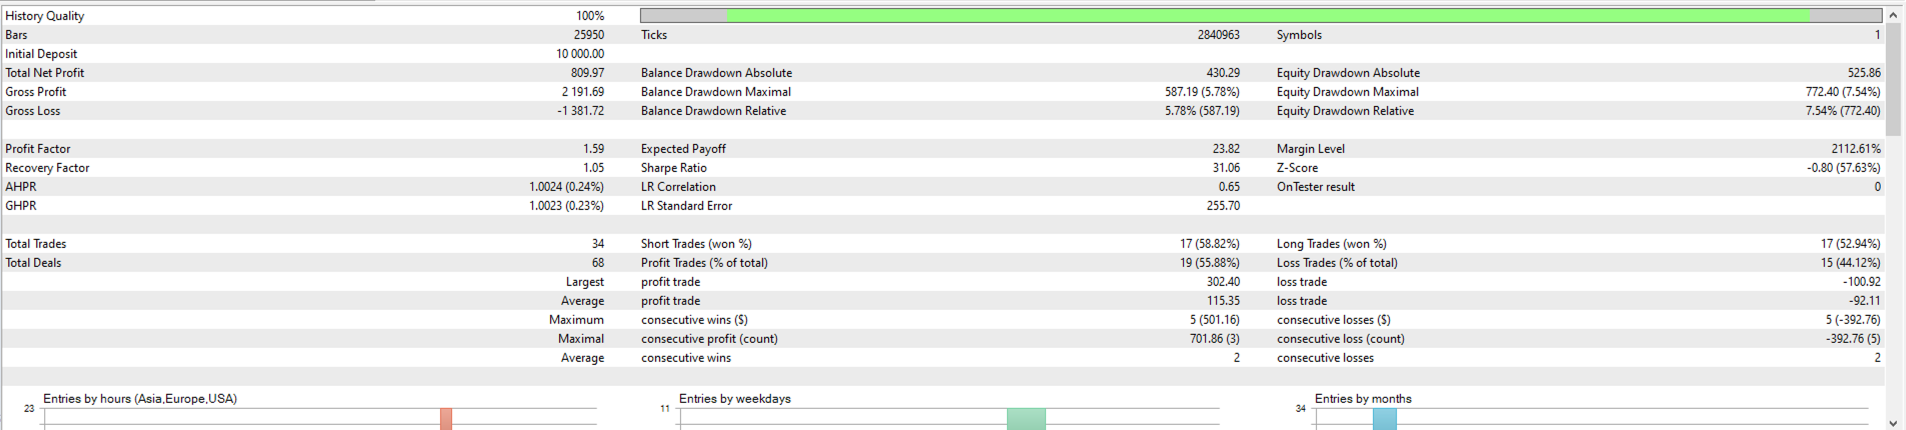 History Quality 100%
Bars 25950 Ticks 2840963 Symbols 1
Initial Deposit 10 000.00
Total Net Profit 809.97 Balance Drawdown Absolute 430.29 Equity Drawdown Absolute 525.86
Gross Profit 2 191.69 Balance Drawdown Maximal 587.19 (5.78%) Equity Drawdown Maximal 772.40 (7.54%)
Gross Loss -1 381.72 Balance Drawdown Relative 5.78% (587.19) Equity Drawdown Relative 7.54% (772.40)
Profit Factor 1.59 Expected Payoff 23.82 Margin Level 2112.61%
Recovery Factor 1.05 Sharpe Ratio 31.06 Z-Score -0.80 (57.63%)
AHPR 1.0024 (0.24%) LR Correlation 0.65 OnTester result 0
GHPR 1.0023 (0.23%) LR Standard Error 255.70
Total Trades 34 Short Trades (won %) 17 (58.82%) Long Trades (won %) 17 (52.94%)
Total Deals 68 Profit Trades (% of total) 19 (55.88%) Loss Trades (% of total) 15 (44.12%)
Largest profit trade 302.40 loss trade -100.92
Average profit trade 115.35 loss trade -92.11
Maximum consecutive wins ($) 5 (501.16) consecutive losses ($) 5 (-392.76)
Maximal consecutive profit (count) 701.86 (3) consecutive loss (count) -392.76 (5)
Average consecutive wins 2 consecutive losses 2
Entries by hours (Asia,Europe,USA) Entries by weekdays Entries by months
23 11 34